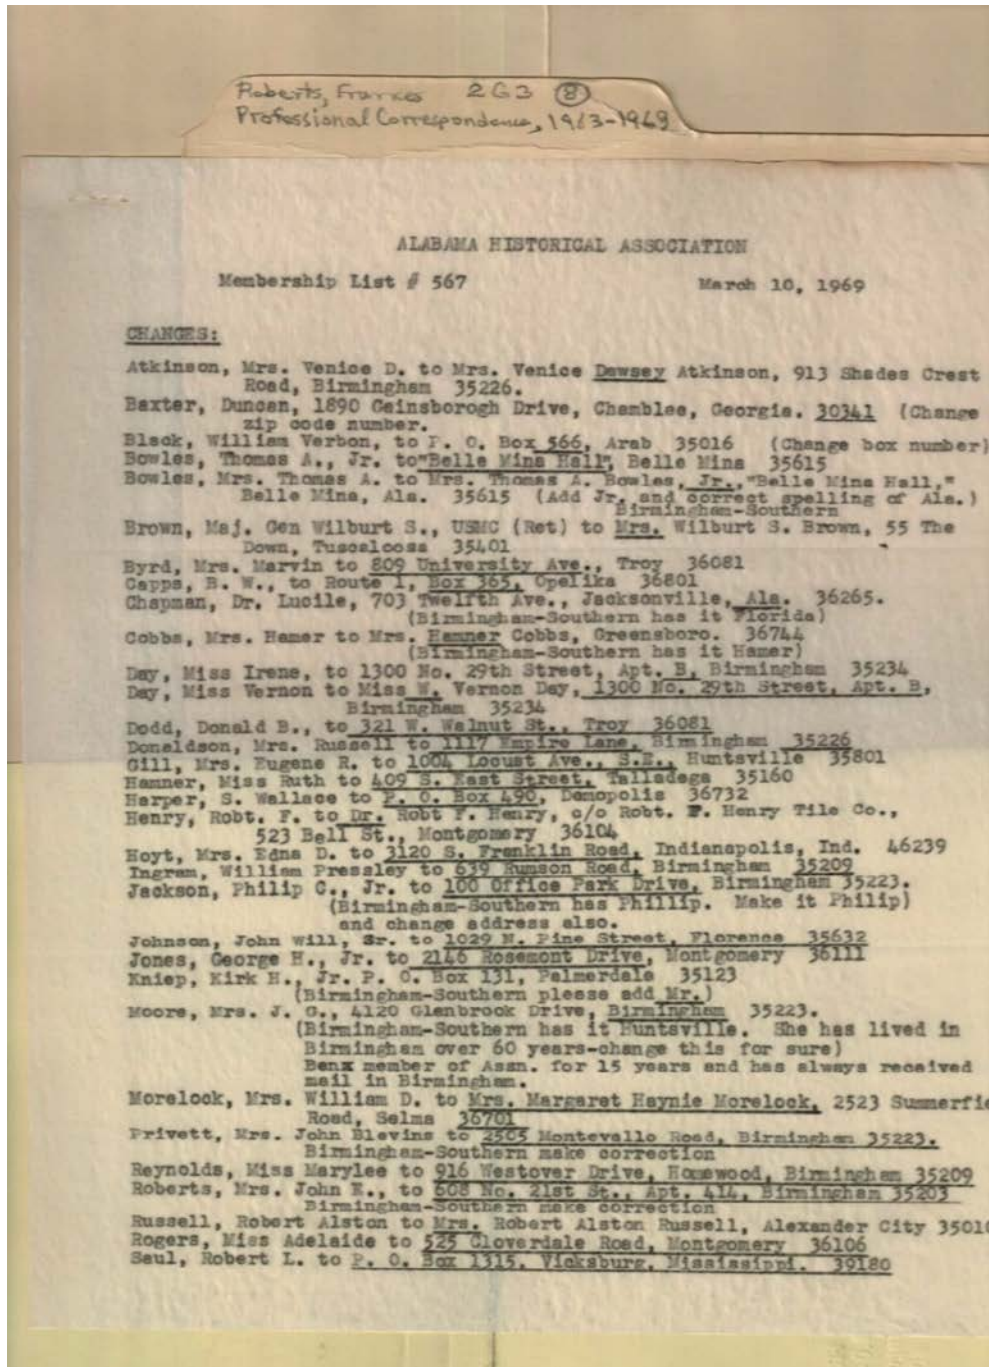 Roberts, Frances 2G3 (8)
Professional Correspondence, 1963-1969
ALABAMA HISTORICAL ASSOCIATION
Membership List # 567 March 10, 1969
CHANGES:
Atkinson, Mrs. Venice D. to Mrs. Venice Dawsey Atkinson, 913 Shades Crest
Road, Birmingham 35226.
Baxter, Duncan, 1890 Gainsborogh Drive, Chamblee, Georgia. 30341 (Change
zip code number.
Black, William Verbon, to P. O. Box 566, Arab 35016 (Change box number)
Bowles, Thomas A., Jr. to "Belle Mina Hall", Belle Mina 35615
Bowles, Mrs. Thomas A. to Mrs. Thomas A. Bowles, Jr., "Belle Mina Hall,"
Belle Mina, Ala. 35615 (Add Jr. and correct spelling of Ala.)
Birmingham-Southern
Brown, Maj. Gen Wilburt S., USMC (Ret) to Mrs. Wilburt S. Brown, 55 The
Down, Tuscaloosa 35401
Byrd, Mrs. Marvin to 809 University Ave., Troy 36081
Capps, B. W., to Route 1, Box 365, Opelika 36801
Chapman, Dr. Lucile, 703 Twelfth Ave., Jacksonville, Ala. 36265.
(Birmingham-Southern has it Florida)
Cobbs, Mrs. Hamer to Mrs. Hamner Cobbs, Greensboro. 36744
(Birmingham-Southern has it Hamer)
Day, Miss Irene, to 1300 No. 29th Street, Apt. B, Birmingham 35234
Day, Miss Vernon to Miss W. Vernon Day, 1300 No. 29th Street, Apt. B,
Birmingham 35234
Dodd, Donald B., to 321 W. Walnut St., Troy 36081
Donaldson, Mrs. Russell to 1117 Empire Lane, Birmingham 35226
Gill, Mrs. Eugene R. to 1004 Locust Ave., S.E., Huntsville 35801
Hamner, Miss Ruth to 409 S. East Street, Talladega 35160
Harper, S. Wallace to P. O. Box 490, Demopolis 36732
Henry, Robt. F. to Dr. Robt F. Henry, c/o Robt. F. Henry Tile Co.,
523 Bell St., Montgomery 36104
Hoyt, Mrs. Edna D. to 3120 S. Franklin Road, Indianapolis, Ind. 46239
Ingram, William Pressley to 639 Rumson Road, Birmingham 35209
Jackson, Philip C., Jr. to 100 Office Park Drive, Birmingham 35223.
(Birmingham-Southern has Phillip. Make it Philip)
and change address also.
Johnson, John Will, Sr. to 1029 N. Pine Street, Florence 35632
Jones, George H., Jr. to 2146 Rosemont Drive, Montgomery 36111
Kniep, Kirk H., Jr. P. O. Box 131, Palmerdale 35123
(Birmingham-Southern please add Mr.)
Moore, Mrs. J. G., 4120 Glenbrook Drive, Birmingham 35223.
(Birmingham-Southern has it Huntsville. She has lived in
Birmingham over 60 years-change this for sure)
Benx member of Assn. for 15 years and has always received
mail in Birmingham.
Morelock, Mrs. William D. to Mrs. Margaret Haynie Morelock, 2523 Summerfie
Road, Selma 36701
Privett, Mrs. John Blevins to 2505 Montevallo Road, Birmingham 35223.
Birmingham-Southern make correction
Reynolds, Miss Marylee to 916 Westover Drive, Homewood, Birmingham 35209
Roberts, Mrs. John E., to 608 No. 21st St., Apt. 414, Birmingham 35203
Birmingham-Southern make correction
Russell, Robert Alston to Mrs. Robert Alston Russell, Alexander City 35010
Rogers, Miss Adelaide to 525 Cloverdale Road, Montgomery 36106
Saul, Robert L. to P. O. Box 1315, Vicksburg, Mississippi. 39180